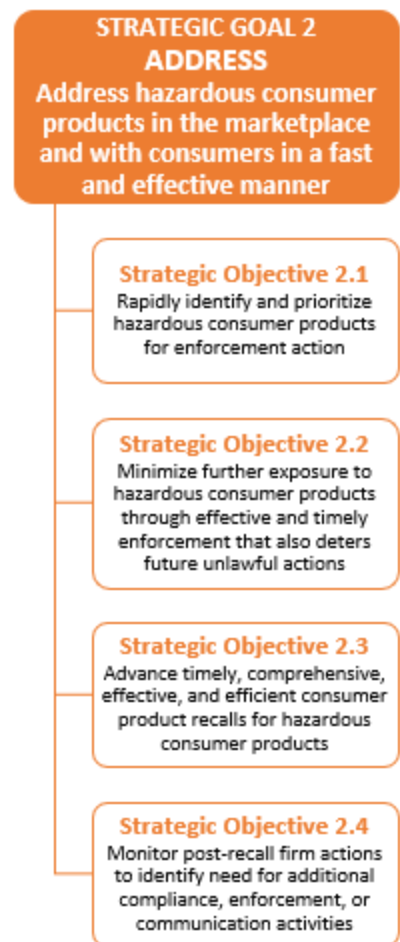 STRATEGIC GOAL 2
ADDRESS
Address hazardous consumer
products in the marketplace
and with consumers in a fast
and effective manner
Strategic Objective 2.1
Rapidly identify and prioritize
hazardous consumer products
for enforcement action
Strategic Objective 2.2
Minimize further exposure to
hazardous consumer products
through effective and timely
enforcement that also deters
future unlawful actions
Strategic Objective 2.3
Advance timely, comprehensive,
effective, and efficient consumer
product recalls for hazardous
consumer products
Strategic Objective 2.4
Monitor post-recall firm actions
to identify need for additional
compliance, enforcement, or
communication activities